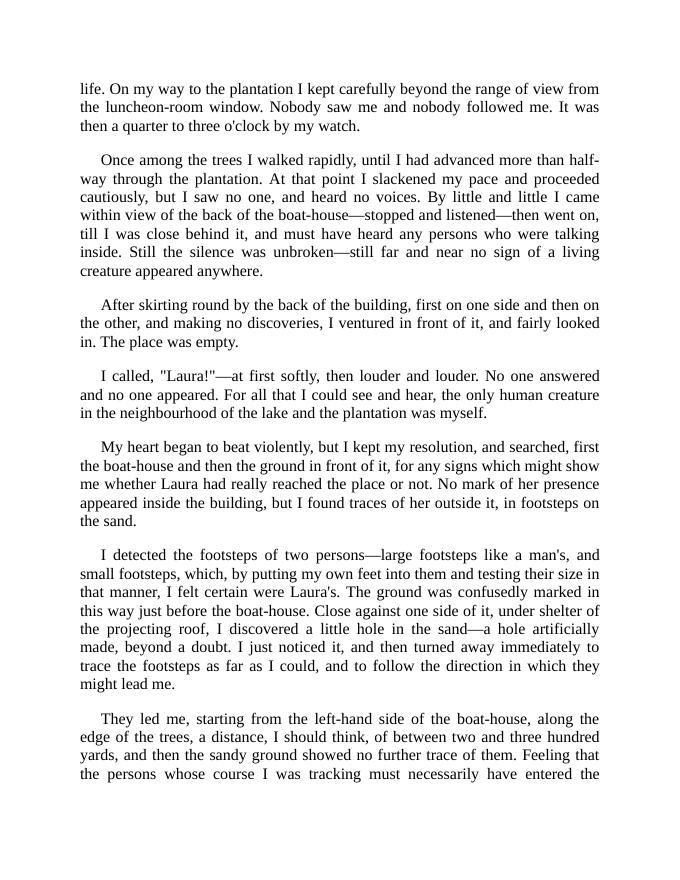 life. On my way to the plantation I kept carefully beyond the range of view from
the luncheon-room window. Nobody saw me and nobody followed me. It was
then a quarter to three o'clock by my watch.
Once among the trees I walked rapidly, until I had advanced more than half-
way through the plantation. At that point I slackened my pace and proceeded
cautiously, but I saw no one, and heard no voices. By little and little I came
within view of the back of the boat-house—stopped and listened—then went on,
till I was close behind it, and must have heard any persons who were talking
inside. Still the silence was unbroken—still far and near no sign of a living
creature appeared anywhere.
After skirting round by the back of the building, first on one side and then on
the other, and making no discoveries, I ventured in front of it, and fairly looked
in. The place was empty.
I called, "Laura!"—at first softly, then louder and louder. No one answered
and no one appeared. For all that I could see and hear, the only human creature
in the neighbourhood of the lake and the plantation was myself.
My heart began to beat violently, but I kept my resolution, and searched, first
the boat-house and then the ground in front of it, for any signs which might show
me whether Laura had really reached the place or not. No mark of her presence
appeared inside the building, but I found traces of her outside it, in footsteps on
the sand.
I detected the footsteps of two persons—large footsteps like a man's, and
small footsteps, which, by putting my own feet into them and testing their size in
that manner, I felt certain were Laura's. The ground was confusedly marked in
this way just before the boat-house. Close against one side of it, under shelter of
the projecting roof, I discovered a little hole in the sand—a hole artificially
made, beyond a doubt. I just noticed it, and then turned away immediately to
trace the footsteps as far as I could, and to follow the direction in which they
might lead me.
They led me, starting from the left-hand side of the boat-house, along the
edge of the trees, a distance, I should think, of between two and three hundred
yards, and then the sandy ground showed no further trace of them. Feeling that
the persons whose course I was tracking must necessarily have entered the